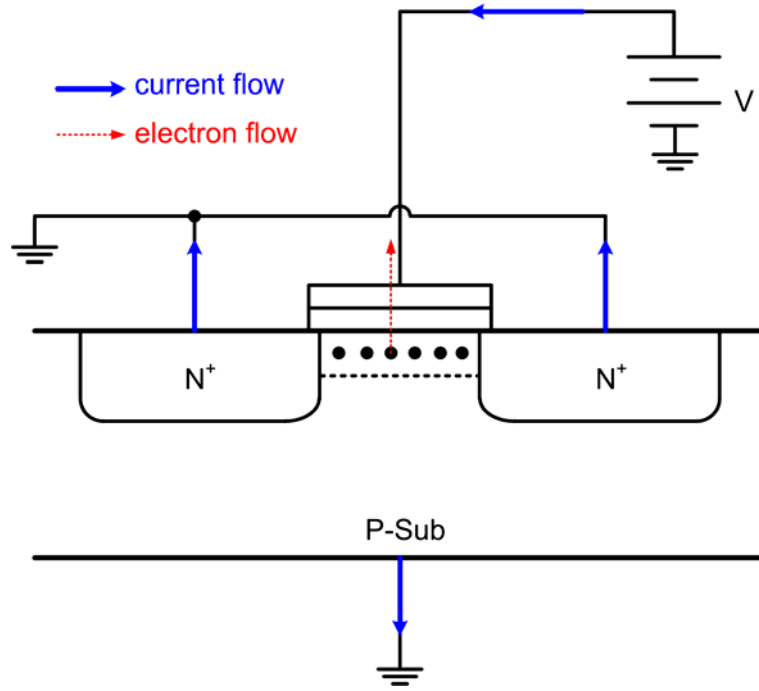 current flow
electron flow
V
N⁺
N⁺
P-Sub